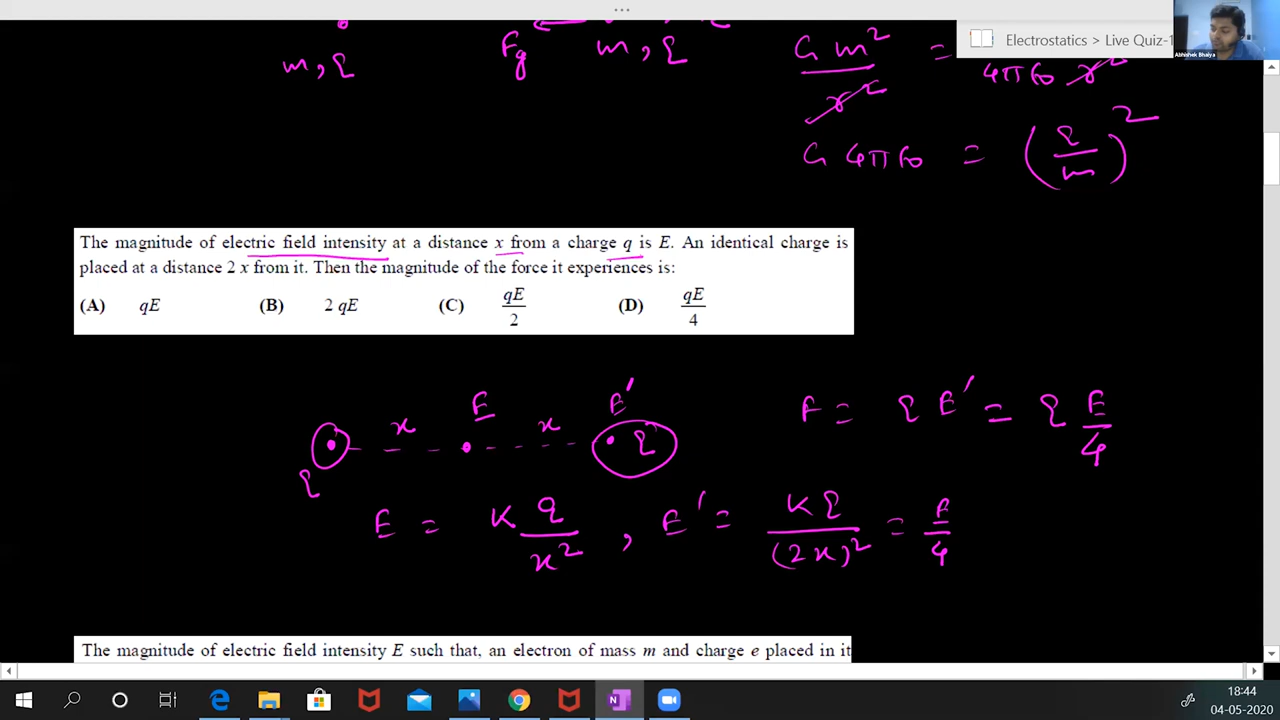 Electrostatics > Live Quiz-1
Abhishek Bhaiya
m, q
Fg
m, q
G m² =
4πϵ0 r²
r²
G 4πϵ0 = (q/m)²
The magnitude of electric field intensity at a distance x from a charge q is E. An identical charge is
placed at a distance 2 x from it. Then the magnitude of the force it experiences is:
(A) qE (B) 2 qE (C) qE/2 (D) qE/4
E E'
x x
q
q
F = q E' = q E/4
E = K q/x² , E' = Kq/(2x)² = E/4
The magnitude of electric field intensity E such that, an electron of mass m and charge e placed in it
18:44
04-05-2020